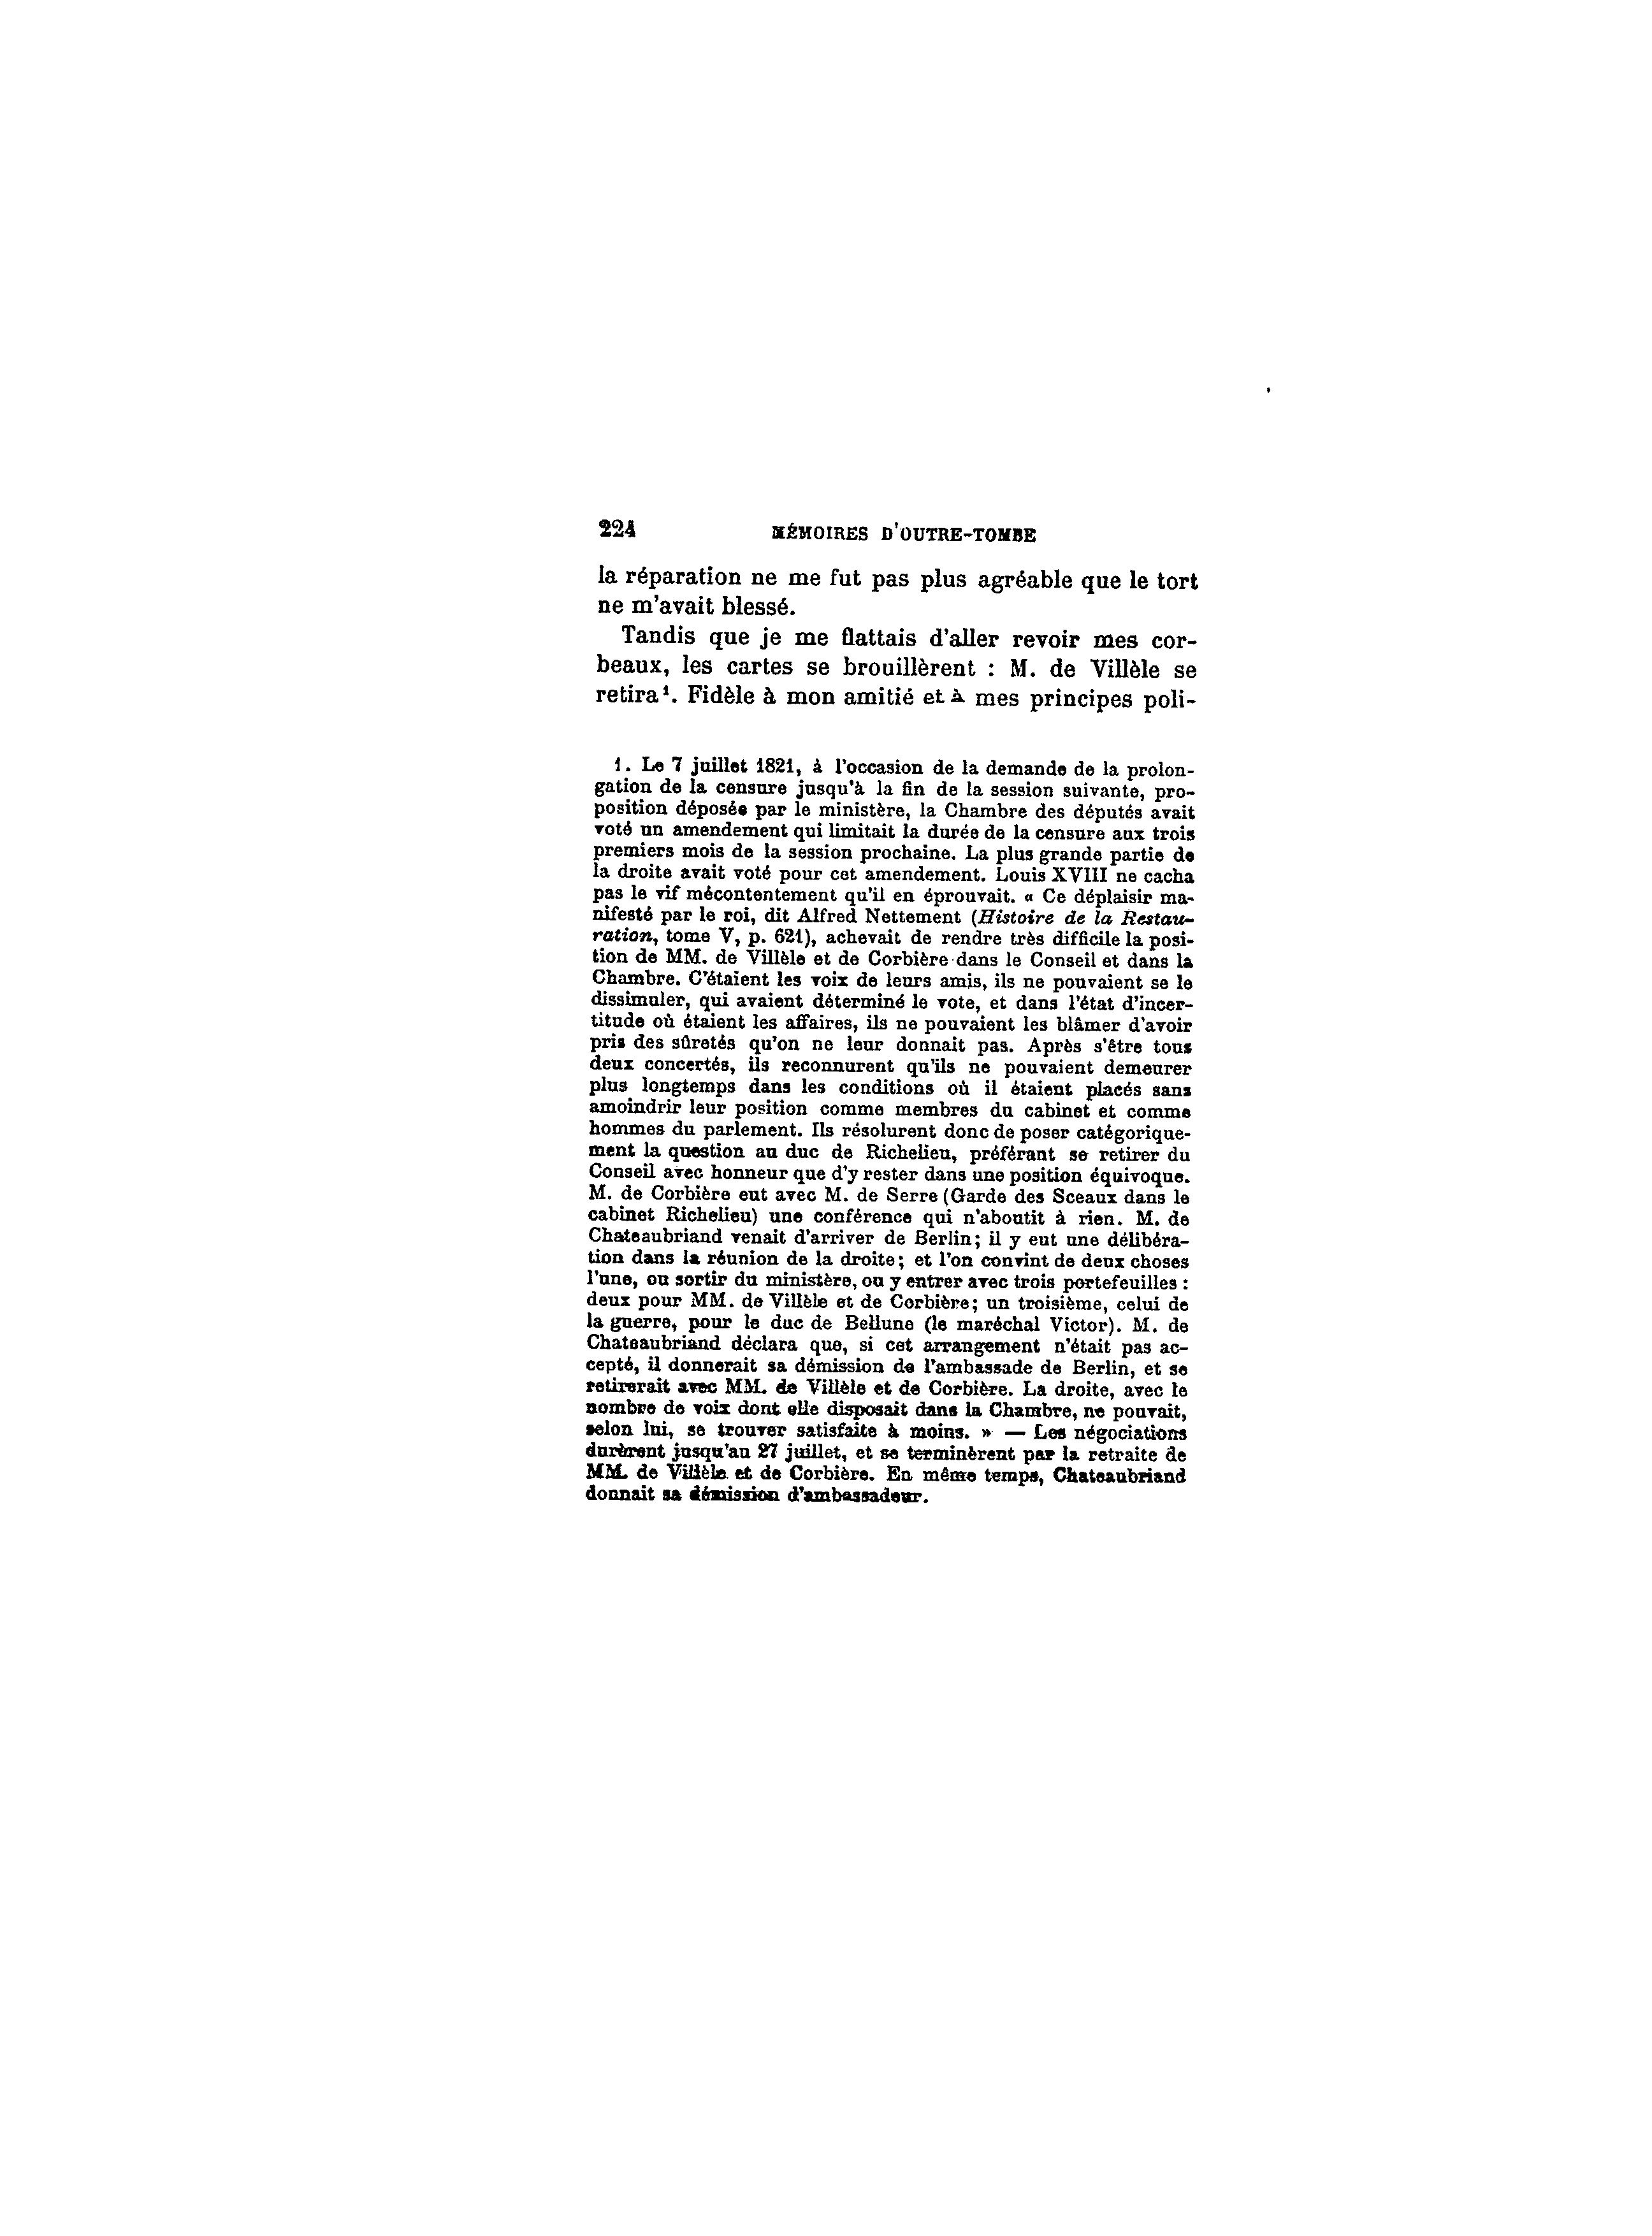 224 MÉMOIRES D'OUTRE-TOMBE
la réparation ne me fut pas plus agréable que le tort
ne m'avait blessé.
Tandis que je me flattais d'aller revoir mes cor-
beaux, les cartes se brouillèrent : M. de Villèle se
retira¹. Fidèle à mon amitié et à mes principes poli-
1. Le 7 juillet 1821, à l'occasion de la demande de la prolon-
gation de la censure jusqu'à la fin de la session suivante, pro-
position déposée par le ministère, la Chambre des députés avait
voté un amendement qui limitait la durée de la censure aux trois
premiers mois de la session prochaine. La plus grande partie de
la droite avait voté pour cet amendement. Louis XVIII ne cacha
pas le vif mécontentement qu'il en éprouvait. « Ce déplaisir ma-
nifesté par le roi, dit Alfred Nettement (Histoire de la Restau-
ration, tome V, p. 621), achevait de rendre très difficile la posi-
tion de MM. de Villèle et de Corbière dans le Conseil et dans la
Chambre. C'étaient les voix de leurs amis, ils ne pouvaient se le
dissimuler, qui avaient déterminé le vote, et dans l'état d'incer-
titude où étaient les affaires, ils ne pouvaient les blâmer d'avoir
pris des sûretés qu'on ne leur donnait pas. Après s'être tous
deux concertés, ils reconnurent qu'ils ne pouvaient demeurer
plus longtemps dans les conditions où il étaient placés sans
amoindrir leur position comme membres du cabinet et comme
hommes du parlement. Ils résolurent donc de poser catégorique-
ment la question au duc de Richelieu, préférant se retirer du
Conseil avec honneur que d'y rester dans une position équivoque.
M. de Corbière eut avec M. de Serre (Garde des Sceaux dans le
cabinet Richelieu) une conférence qui n'aboutit à rien. M. de
Chateaubriand venait d'arriver de Berlin; il y eut une délibéra-
tion dans la réunion de la droite; et l'on convint de deux choses
l'une, ou sortir du ministère, ou y entrer avec trois portefeuilles :
deux pour MM. de Villèle et de Corbière; un troisième, celui de
la guerre, pour le duc de Bellune (le maréchal Victor). M. de
Chateaubriand déclara que, si cet arrangement n'était pas ac-
cepté, il donnerait sa démission de l'ambassade de Berlin, et se
retirerait avec MM. de Villèle et de Corbière. La droite, avec le
nombre de voix dont elle disposait dans la Chambre, ne pouvait,
selon lui, se trouver satisfaite à moins. » — Les négociations
durèrent jusqu'au 27 juillet, et se terminèrent par la retraite de
MM. de Villèle et de Corbière. En même temps, Chateaubriand
donnait sa démission d'ambassadeur.